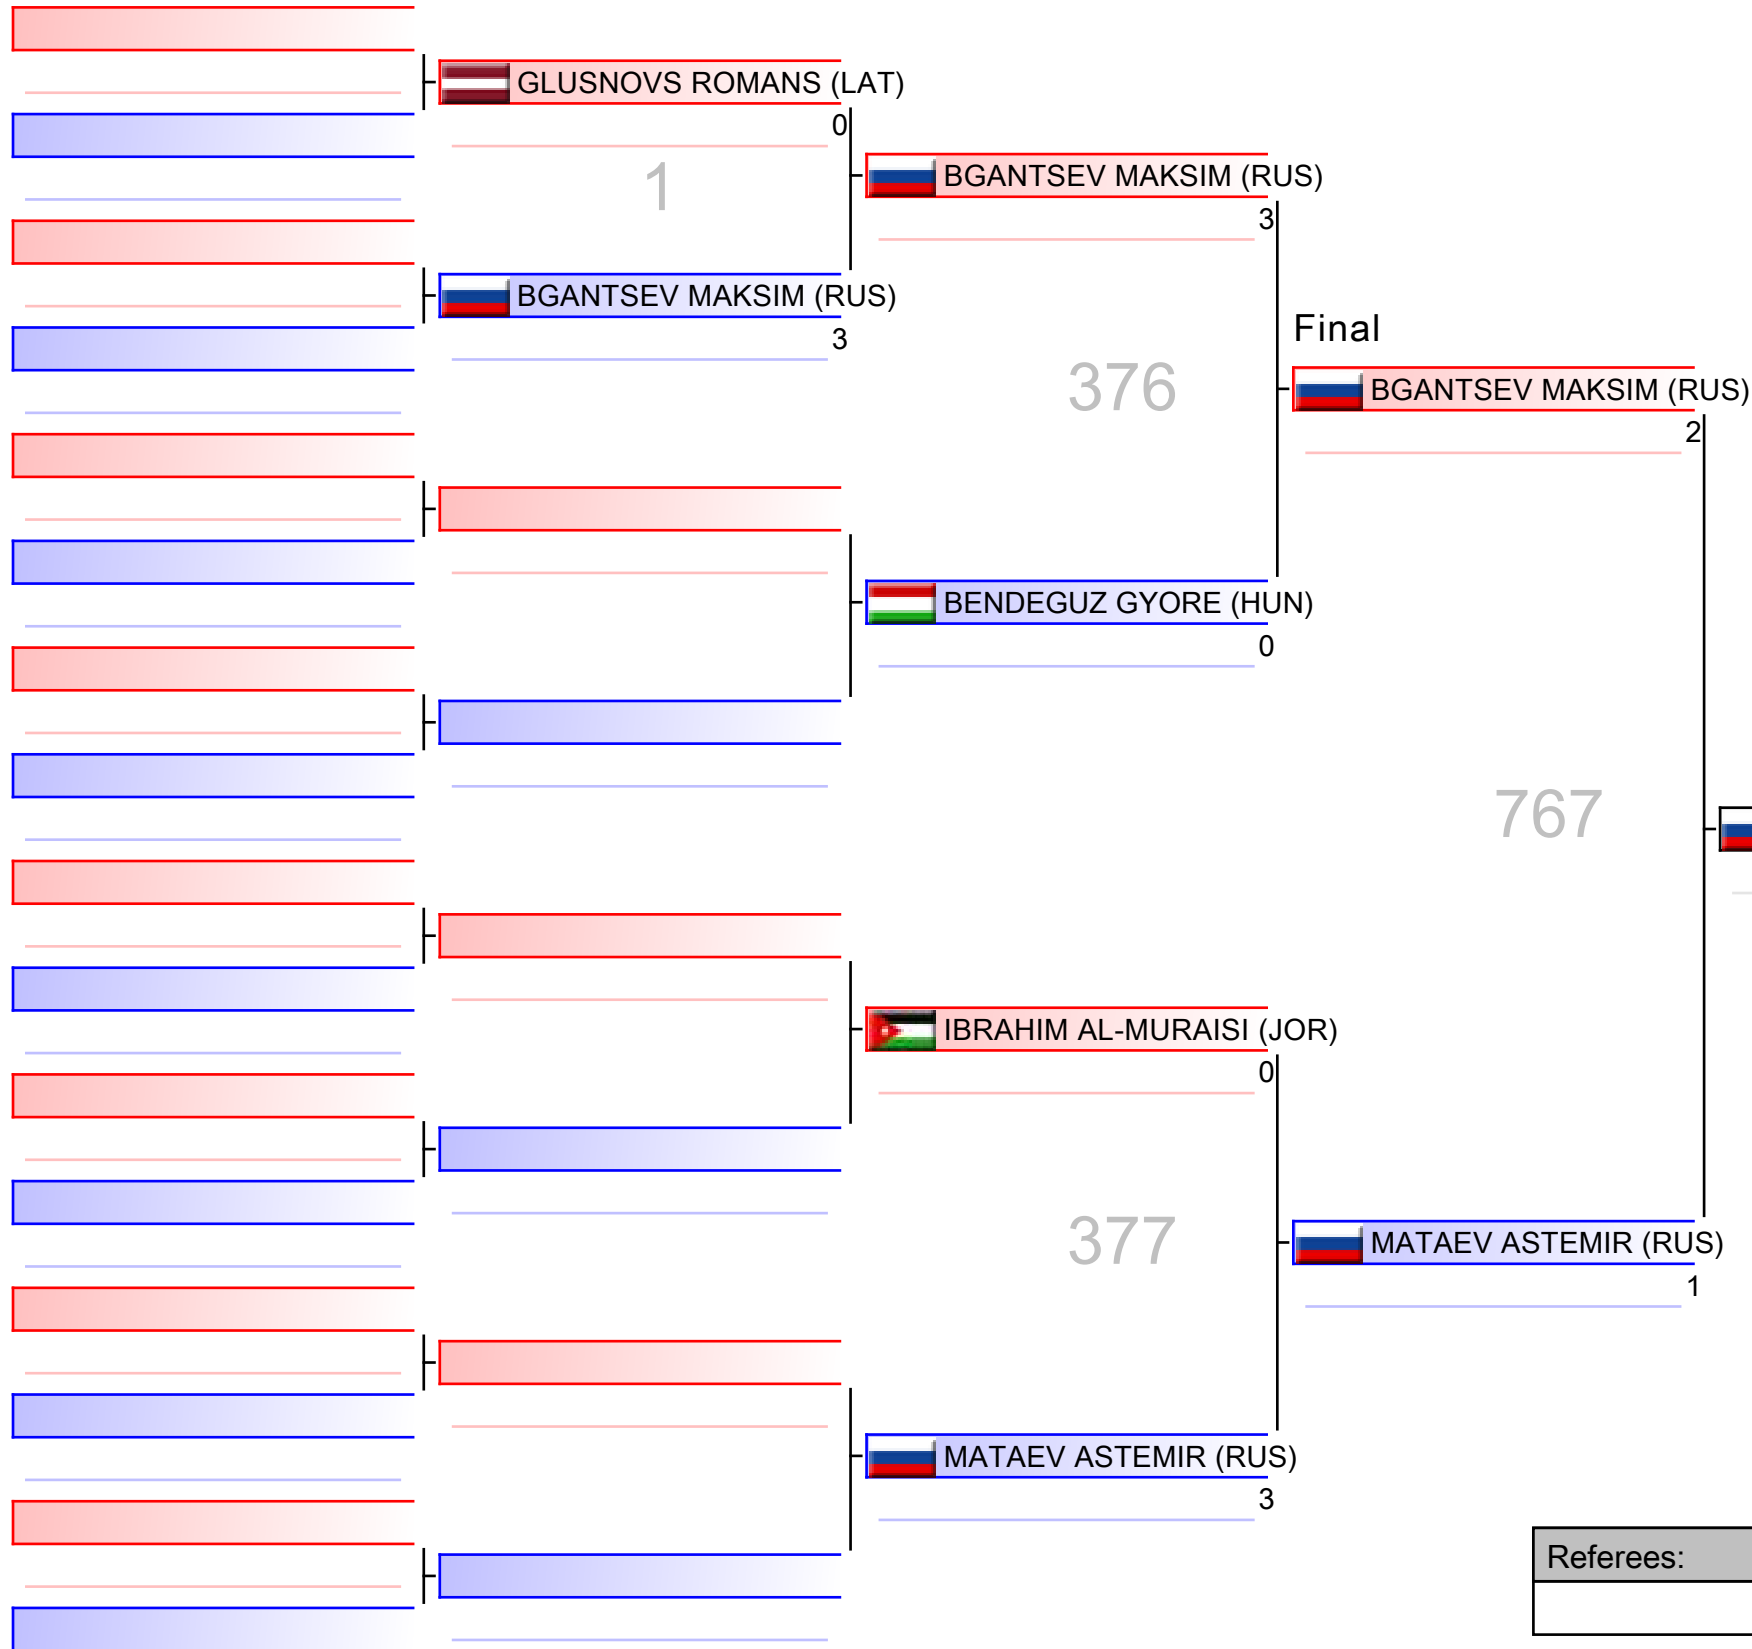 GLUSNOVS ROMANS (LAT)
0
1
BGANTSEV MAKSIM (RUS)
3
BGANTSEV MAKSIM (RUS)
3
376
BENDEGUZ GYORE (HUN)
0
Final
BGANTSEV MAKSIM (RUS)
2
767
IBRAHIM AL-MURAISI (JOR)
0
377
MATAEV ASTEMIR (RUS)
3
MATAEV ASTEMIR (RUS)
1
Referees: